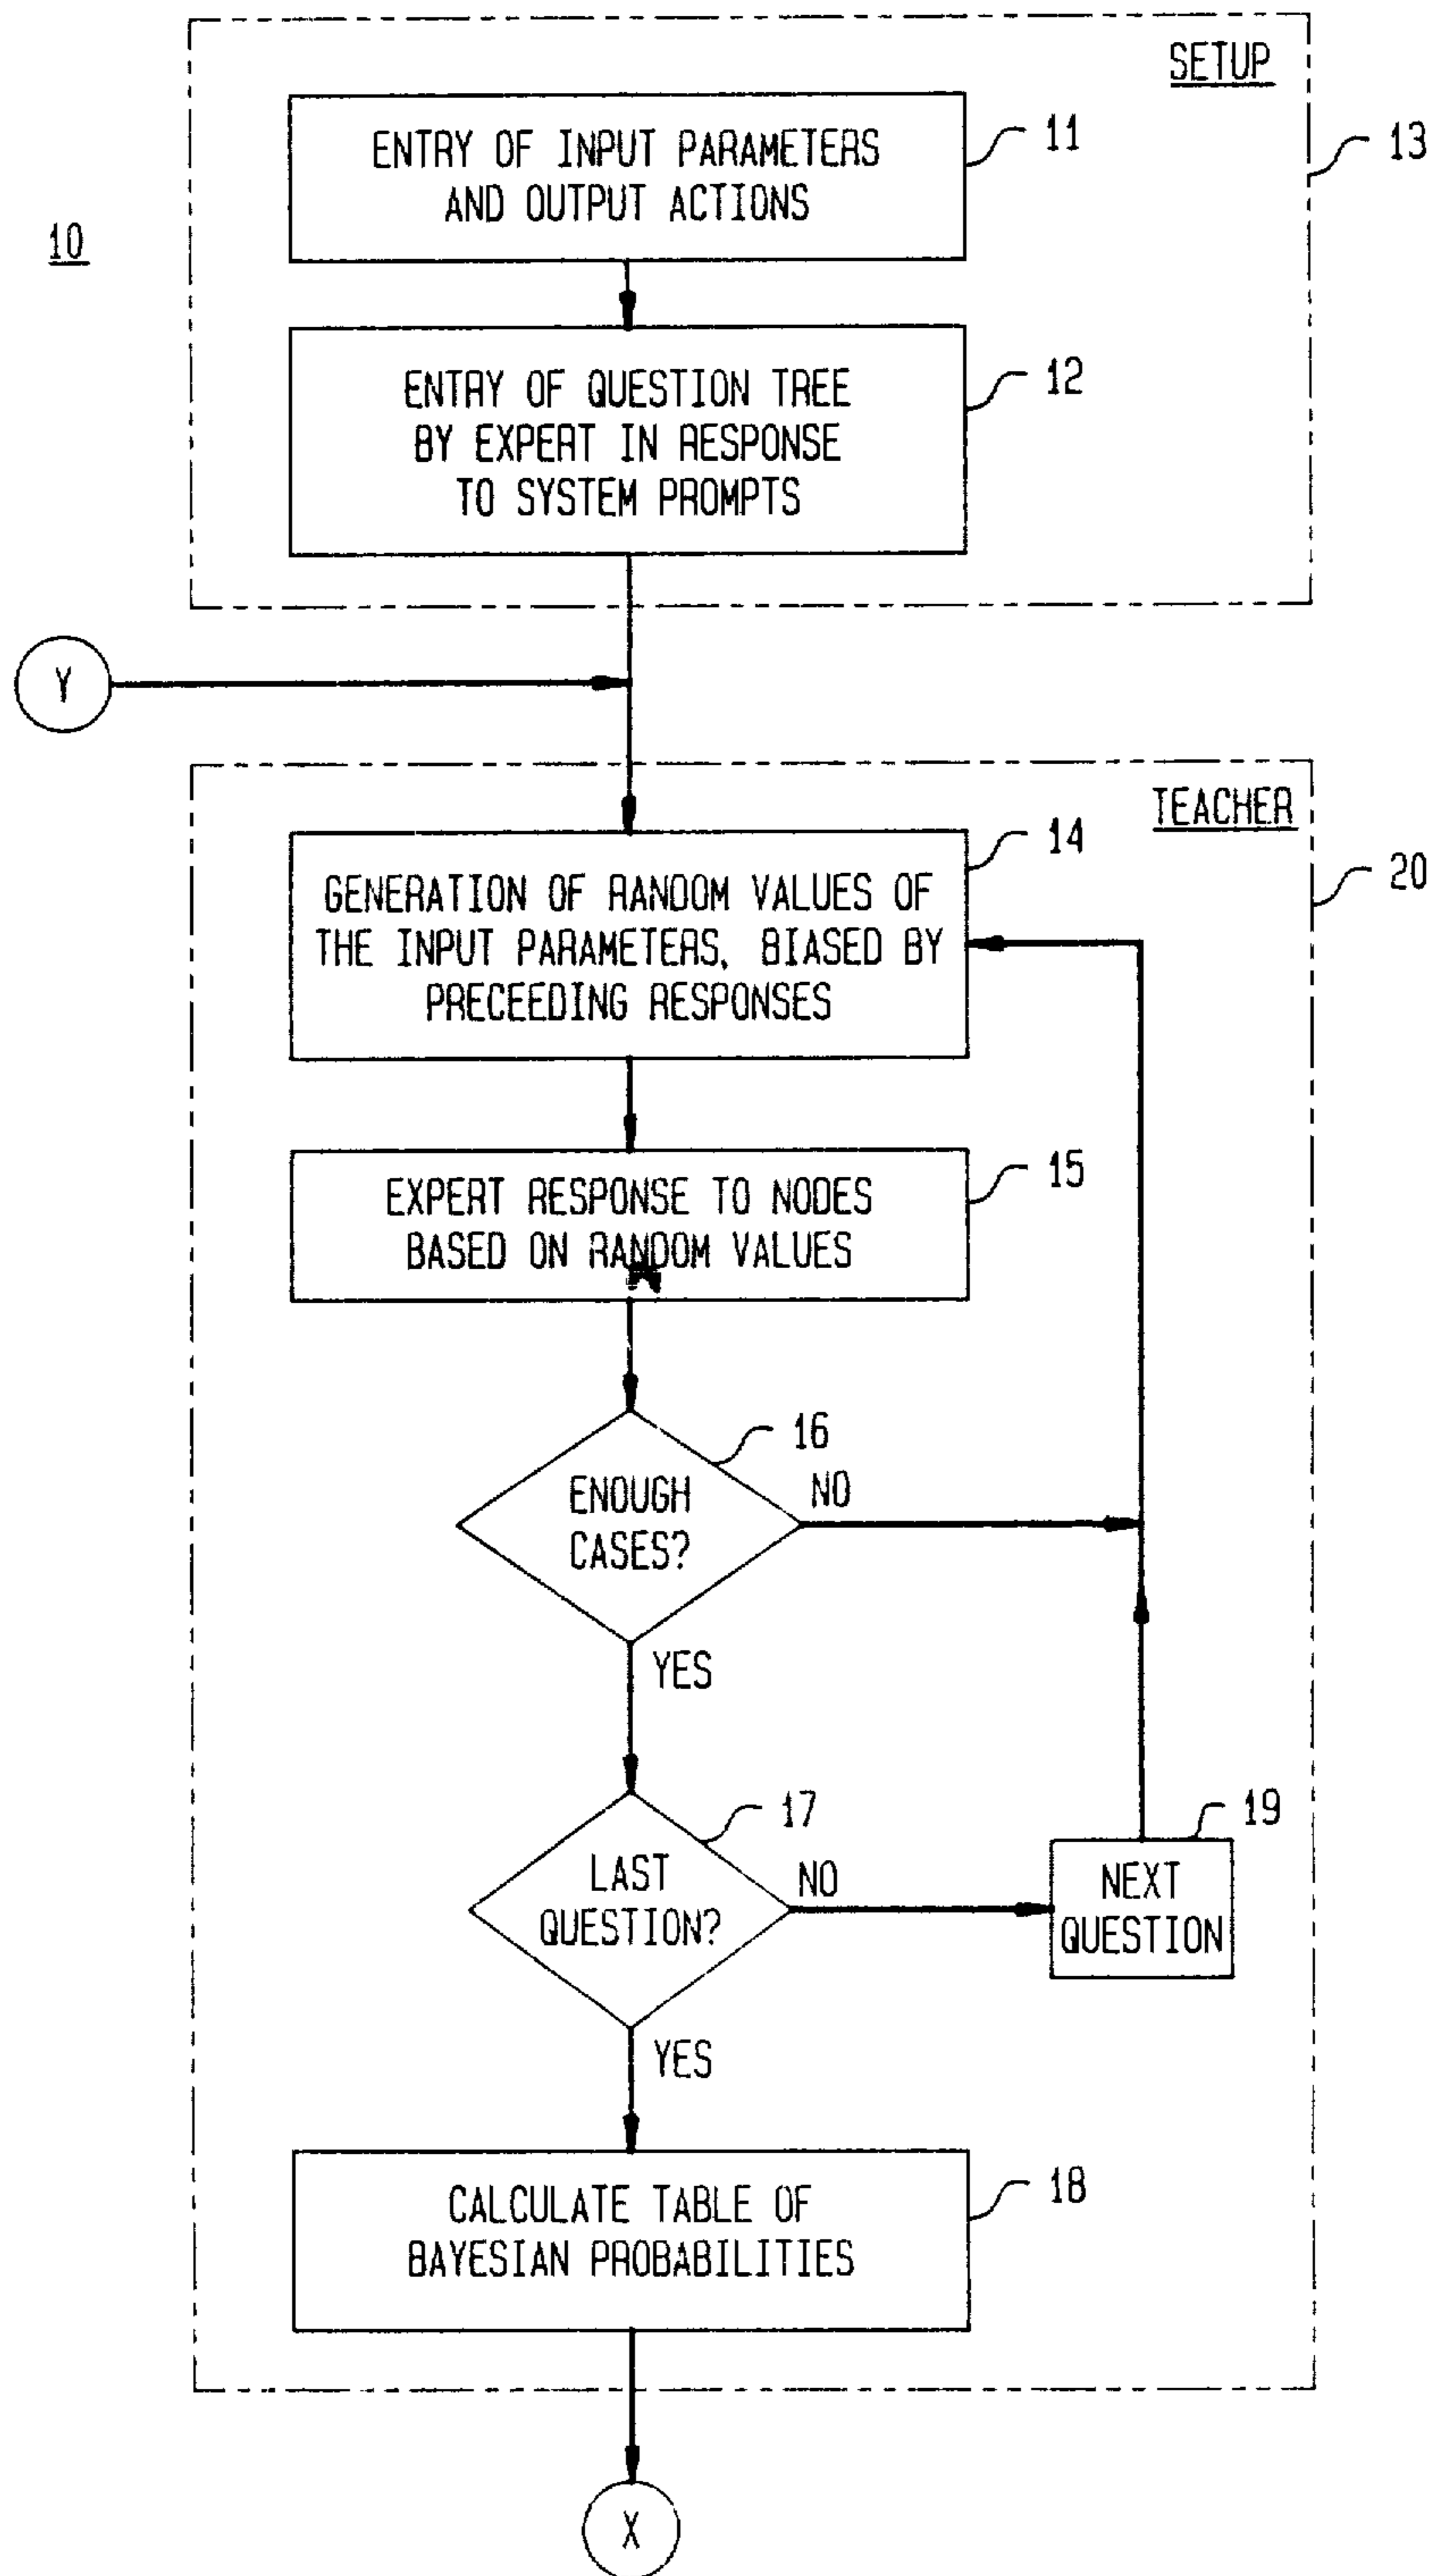 SETUP
ENTRY OF INPUT PARAMETERS
AND OUTPUT ACTIONS
11
13
10
ENTRY OF QUESTION TREE
BY EXPERT IN RESPONSE
TO SYSTEM PROMPTS
12
Y
TEACHER
14
20
GENERATION OF RANDOM VALUES OF
THE INPUT PARAMETERS, BIASED BY
PRECEEDING RESPONSES
EXPERT RESPONSE TO NODES
BASED ON RANDOM VALUES
15
16
ENOUGH
CASES?
NO
YES
17
LAST
QUESTION?
NO
19
NEXT
QUESTION
YES
CALCULATE TABLE OF
BAYESIAN PROBABILITIES
18
X